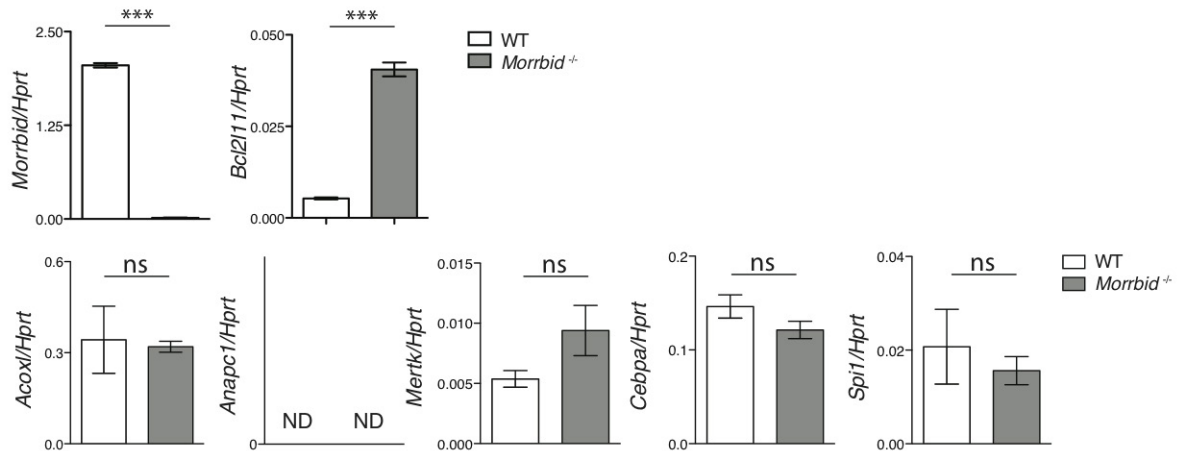 ***
***
2.50
1.25
0.00
Morrbid/Hprt
0.050
0.025
0.000
Bcl2l11/Hprt
WT
Morrbid -/-
ns
0.6
0.3
0.0
Acoxl/Hprt
0
Anapc1/Hprt
ND ND
ns
0.015
0.010
0.005
0.000
Mertk/Hprt
ns
0.2
0.1
0.0
Cebpa/Hprt
ns
0.04
0.02
0.00
Spi1/Hprt
WT
Morrbid -/-